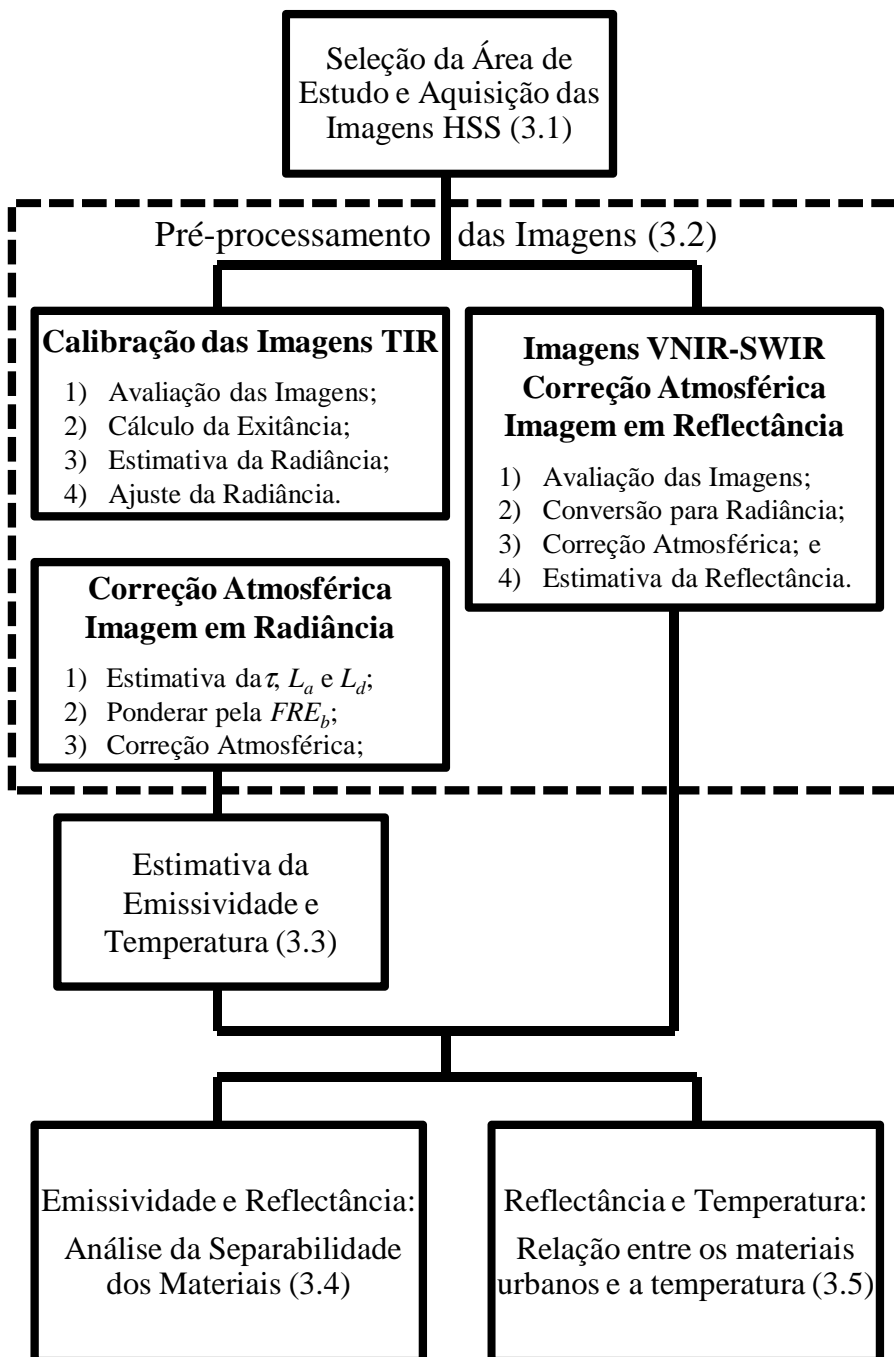 Seleção da Área de
Estudo e Aquisição das
Imagens HSS (3.1)
Pré-processamento das Imagens (3.2)
Calibração das Imagens TIR
1) Avaliação das Imagens;
2) Cálculo da Exitância;
3) Estimativa da Radiância;
4) Ajuste da Radiância.
Imagens VNIR-SWIR
Correção Atmosférica
Imagem em Reflectância
1) Avaliação das Imagens;
2) Conversão para Radiância;
3) Correção Atmosférica; e
4) Estimativa da Reflectância.
Correção Atmosférica
Imagem em Radiância
1) Estimativa da τ, L_a e L_d;
2) Ponderar pela FRE_b;
3) Correção Atmosférica;
Estimativa da
Emissividade e
Temperatura (3.3)
Emissividade e Reflectância:
Análise da Separabilidade
dos Materiais (3.4)
Reflectância e Temperatura:
Relação entre os materiais
urbanos e a temperatura (3.5)